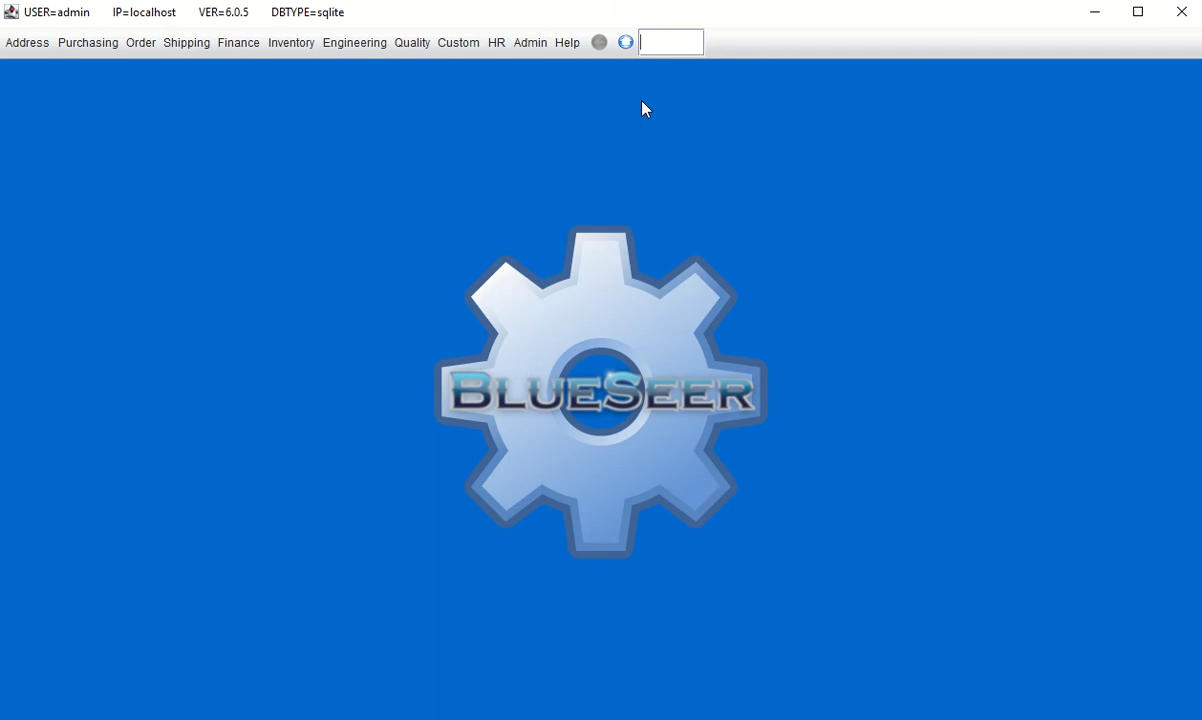 USER=admin IP=localhost VER=6.0.5 DBTYPE=sqlite
Address Purchasing Order Shipping Finance Inventory Engineering Quality Custom HR Admin Help
BLUESEER